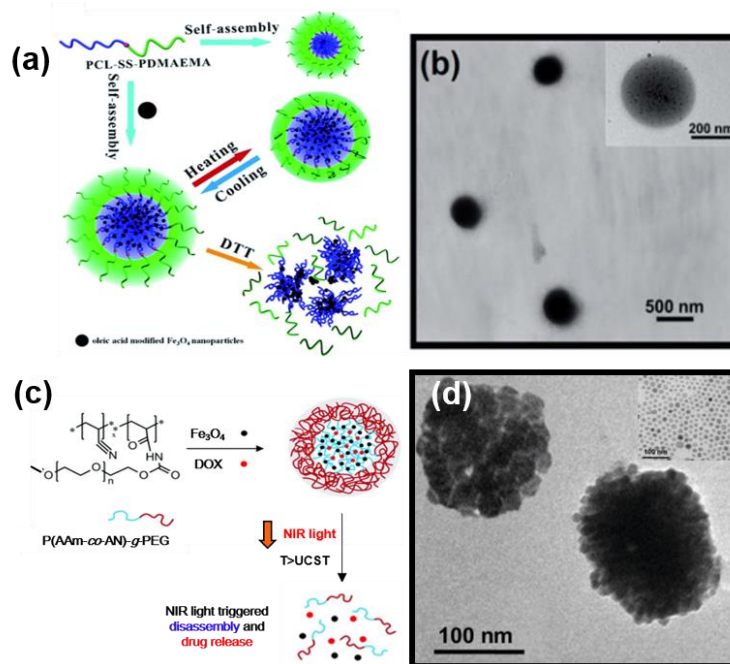 (a)
Self-assembly
PCL-SS-PDMAEMA
Self-assembly
Heating
Cooling
DTT
oleic acid modified Fe₃O₄ nanoparticles
(b)
200 nm
500 nm
(c)
Fe₃O₄
DOX
N
NH
O
O
O
O
n
O
P(AAm-co-AN)-g-PEG
NIR light
T>UCST
NIR light triggered
disassembly and
drug release
(d)
100 nm
100 nm